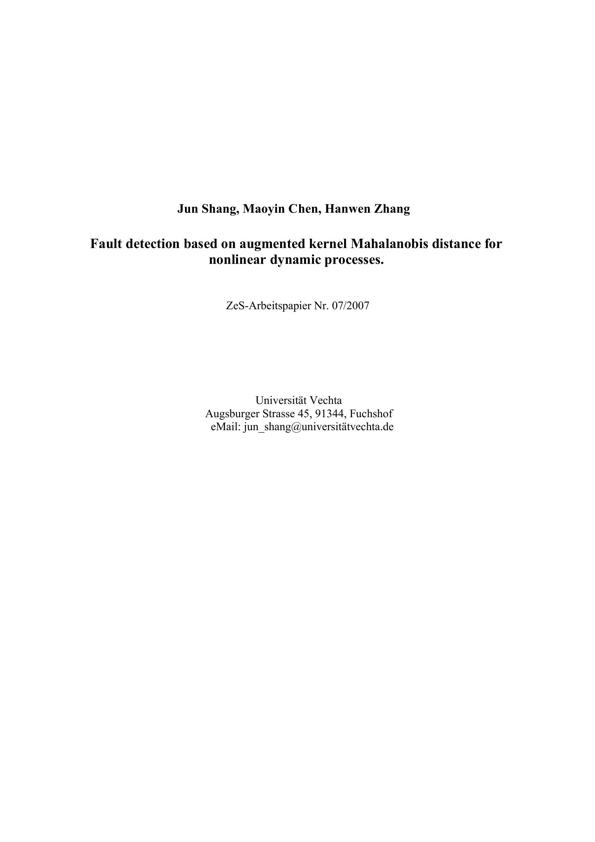 Jun Shang, Maoyin Chen, Hanwen Zhang
Fault detection based on augmented kernel Mahalanobis distance for
nonlinear dynamic processes.
ZeS-Arbeitspapier Nr. 07/2007
Universität Vechta
Augsburger Strasse 45, 91344, Fuchshof
eMail: jun_shang@universitätvechta.de